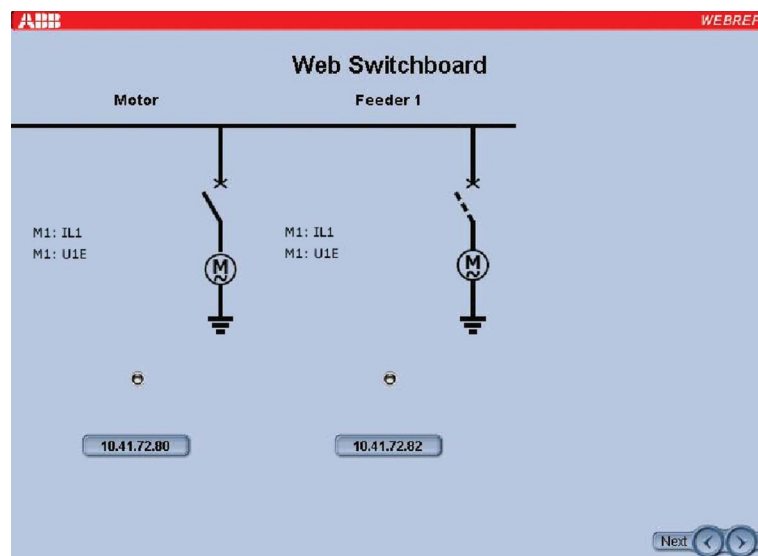 ABB
WEBREF
Web Switchboard
Motor
Feeder 1
M1: IL1
M1: U1E
M
M1: IL1
M1: U1E
M
10.41.72.80
10.41.72.82
Next